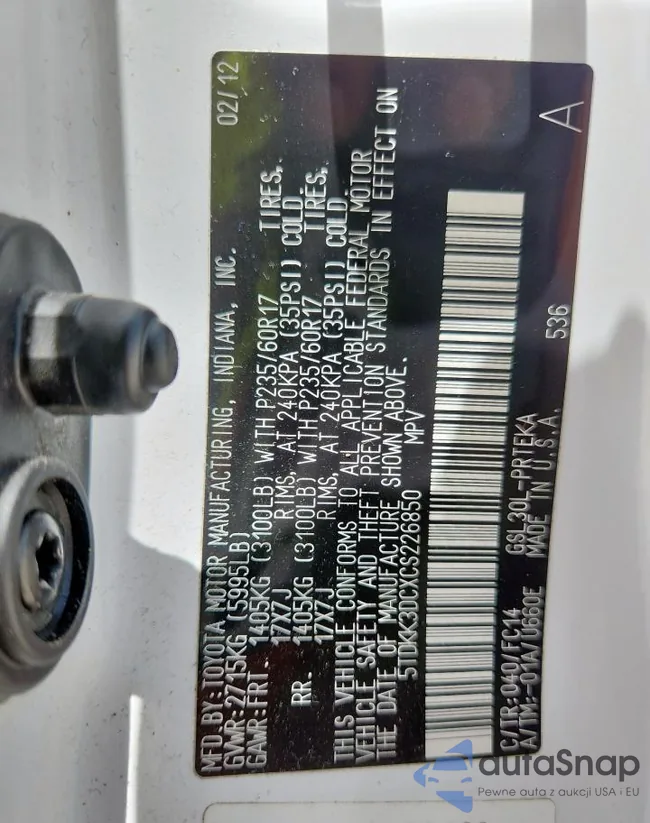 MFD.BY:TOYOTA MOTOR MANUFACTURING, INDIANA, INC. 02/12
GVWR:2715KG (5995LB)
GAWR:FRT 1405KG (3100LB) WITH P235/60R17 TIRES,
17X7J RIMS, AT 240KPA (35PSI) COLD.
RR. 1405KG (3100LB) WITH P235/60R17 TIRES,
17X7J RIMS, AT 240KPA (35PSI) COLD.
THIS VEHICLE CONFORMS TO ALL APPLICABLE FEDERAL MOTOR
VEHICLE SAFETY AND THEFT PREVENTION STANDARDS IN EFFECT ON
THE DATE OF MANUFACTURE SHOWN ABOVE.
5TDKK3DCXCS226850 MPV
C/TR:040/FC14 GSL30L-PRTEKA
A/TM:-01A/U660E MADE IN U.S.A. 536 A
autaSnap
Pewne auta z aukcji USA i EU